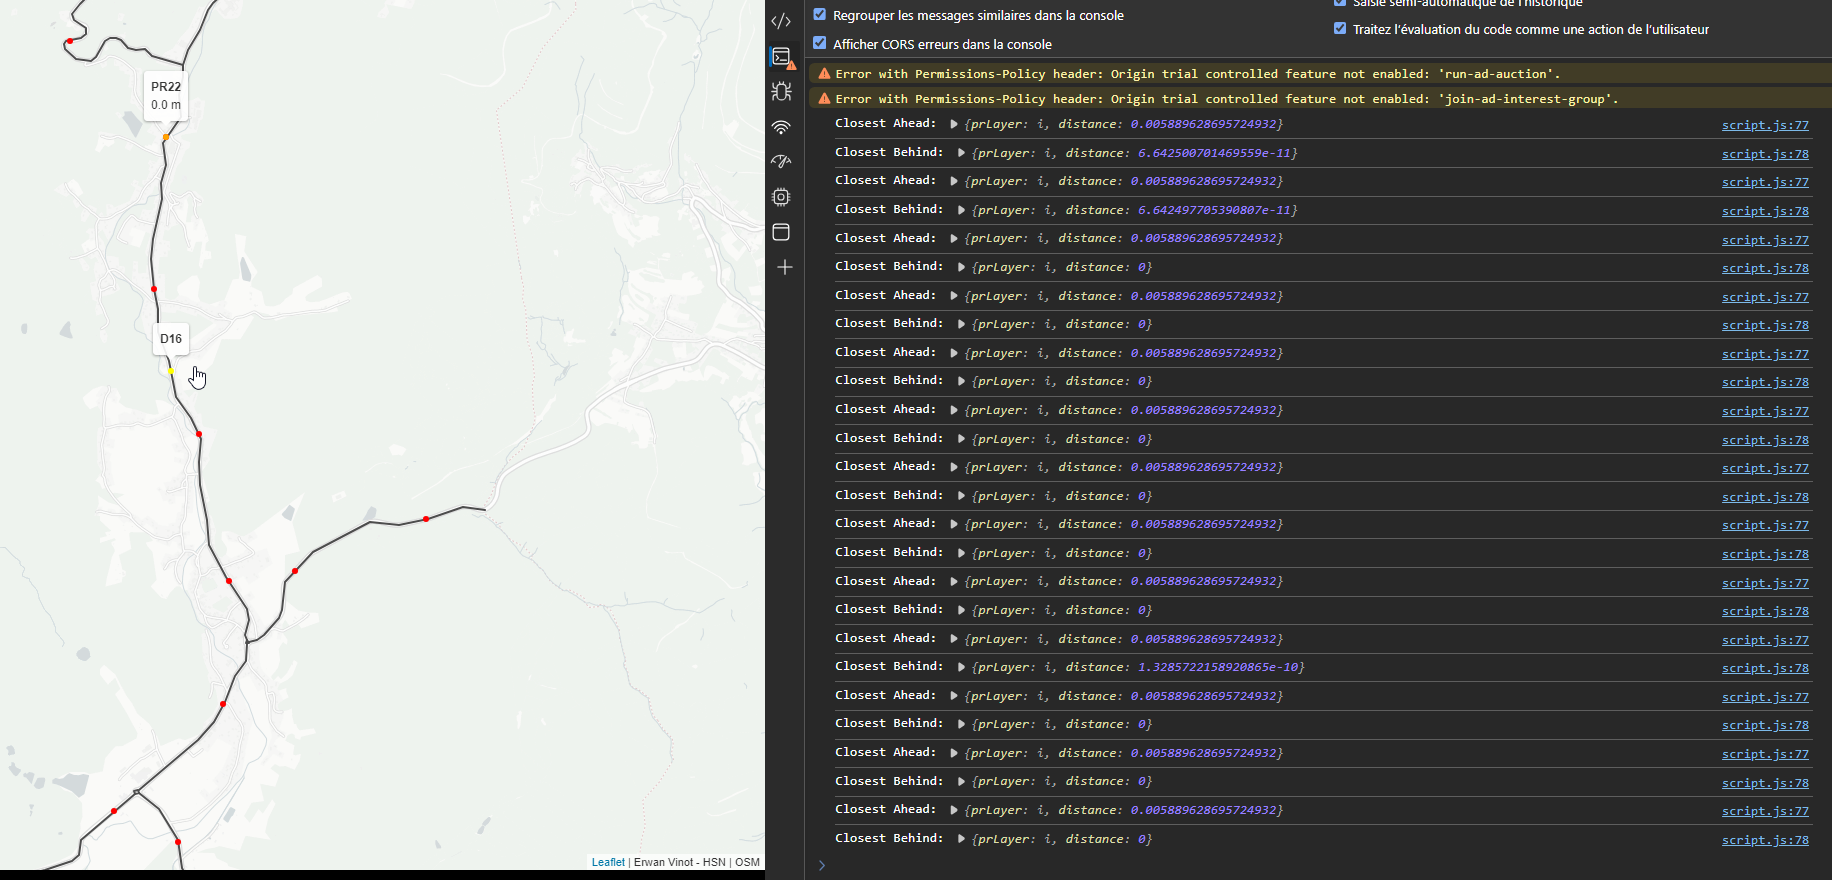 PR22
0.0 m
D16
Leaflet | Erwan Vinot - HSN | OSM
Regrouper les messages similaires dans la console
Saisie semi-automatique de l'historique
Afficher CORS erreurs dans la console
Traitez l'évaluation du code comme une action de l'utilisateur
Error with Permissions-Policy header: Origin trial controlled feature not enabled: 'run-ad-auction'.
Error with Permissions-Policy header: Origin trial controlled feature not enabled: 'join-ad-interest-group'.
Closest Ahead: {prLayer: i, distance: 0.005889628695724932} script.js:77
Closest Behind: {prLayer: i, distance: 6.642500701469559e-11} script.js:78
Closest Ahead: {prLayer: i, distance: 0.005889628695724932} script.js:77
Closest Behind: {prLayer: i, distance: 6.642497705390807e-11} script.js:78
Closest Ahead: {prLayer: i, distance: 0.005889628695724932} script.js:77
Closest Behind: {prLayer: i, distance: 0} script.js:78
Closest Ahead: {prLayer: i, distance: 0.005889628695724932} script.js:77
Closest Behind: {prLayer: i, distance: 0} script.js:78
Closest Ahead: {prLayer: i, distance: 0.005889628695724932} script.js:77
Closest Behind: {prLayer: i, distance: 0} script.js:78
Closest Ahead: {prLayer: i, distance: 0.005889628695724932} script.js:77
Closest Behind: {prLayer: i, distance: 0} script.js:78
Closest Ahead: {prLayer: i, distance: 0.005889628695724932} script.js:77
Closest Behind: {prLayer: i, distance: 0} script.js:78
Closest Ahead: {prLayer: i, distance: 0.005889628695724932} script.js:77
Closest Behind: {prLayer: i, distance: 0} script.js:78
Closest Ahead: {prLayer: i, distance: 0.005889628695724932} script.js:77
Closest Behind: {prLayer: i, distance: 0} script.js:78
Closest Ahead: {prLayer: i, distance: 0.005889628695724932} script.js:77
Closest Behind: {prLayer: i, distance: 1.3285722158920865e-10} script.js:78
Closest Ahead: {prLayer: i, distance: 0.005889628695724932} script.js:77
Closest Behind: {prLayer: i, distance: 0} script.js:78
Closest Ahead: {prLayer: i, distance: 0.005889628695724932} script.js:77
Closest Behind: {prLayer: i, distance: 0} script.js:78
Closest Ahead: {prLayer: i, distance: 0.005889628695724932} script.js:77
Closest Behind: {prLayer: i, distance: 0} script.js:78